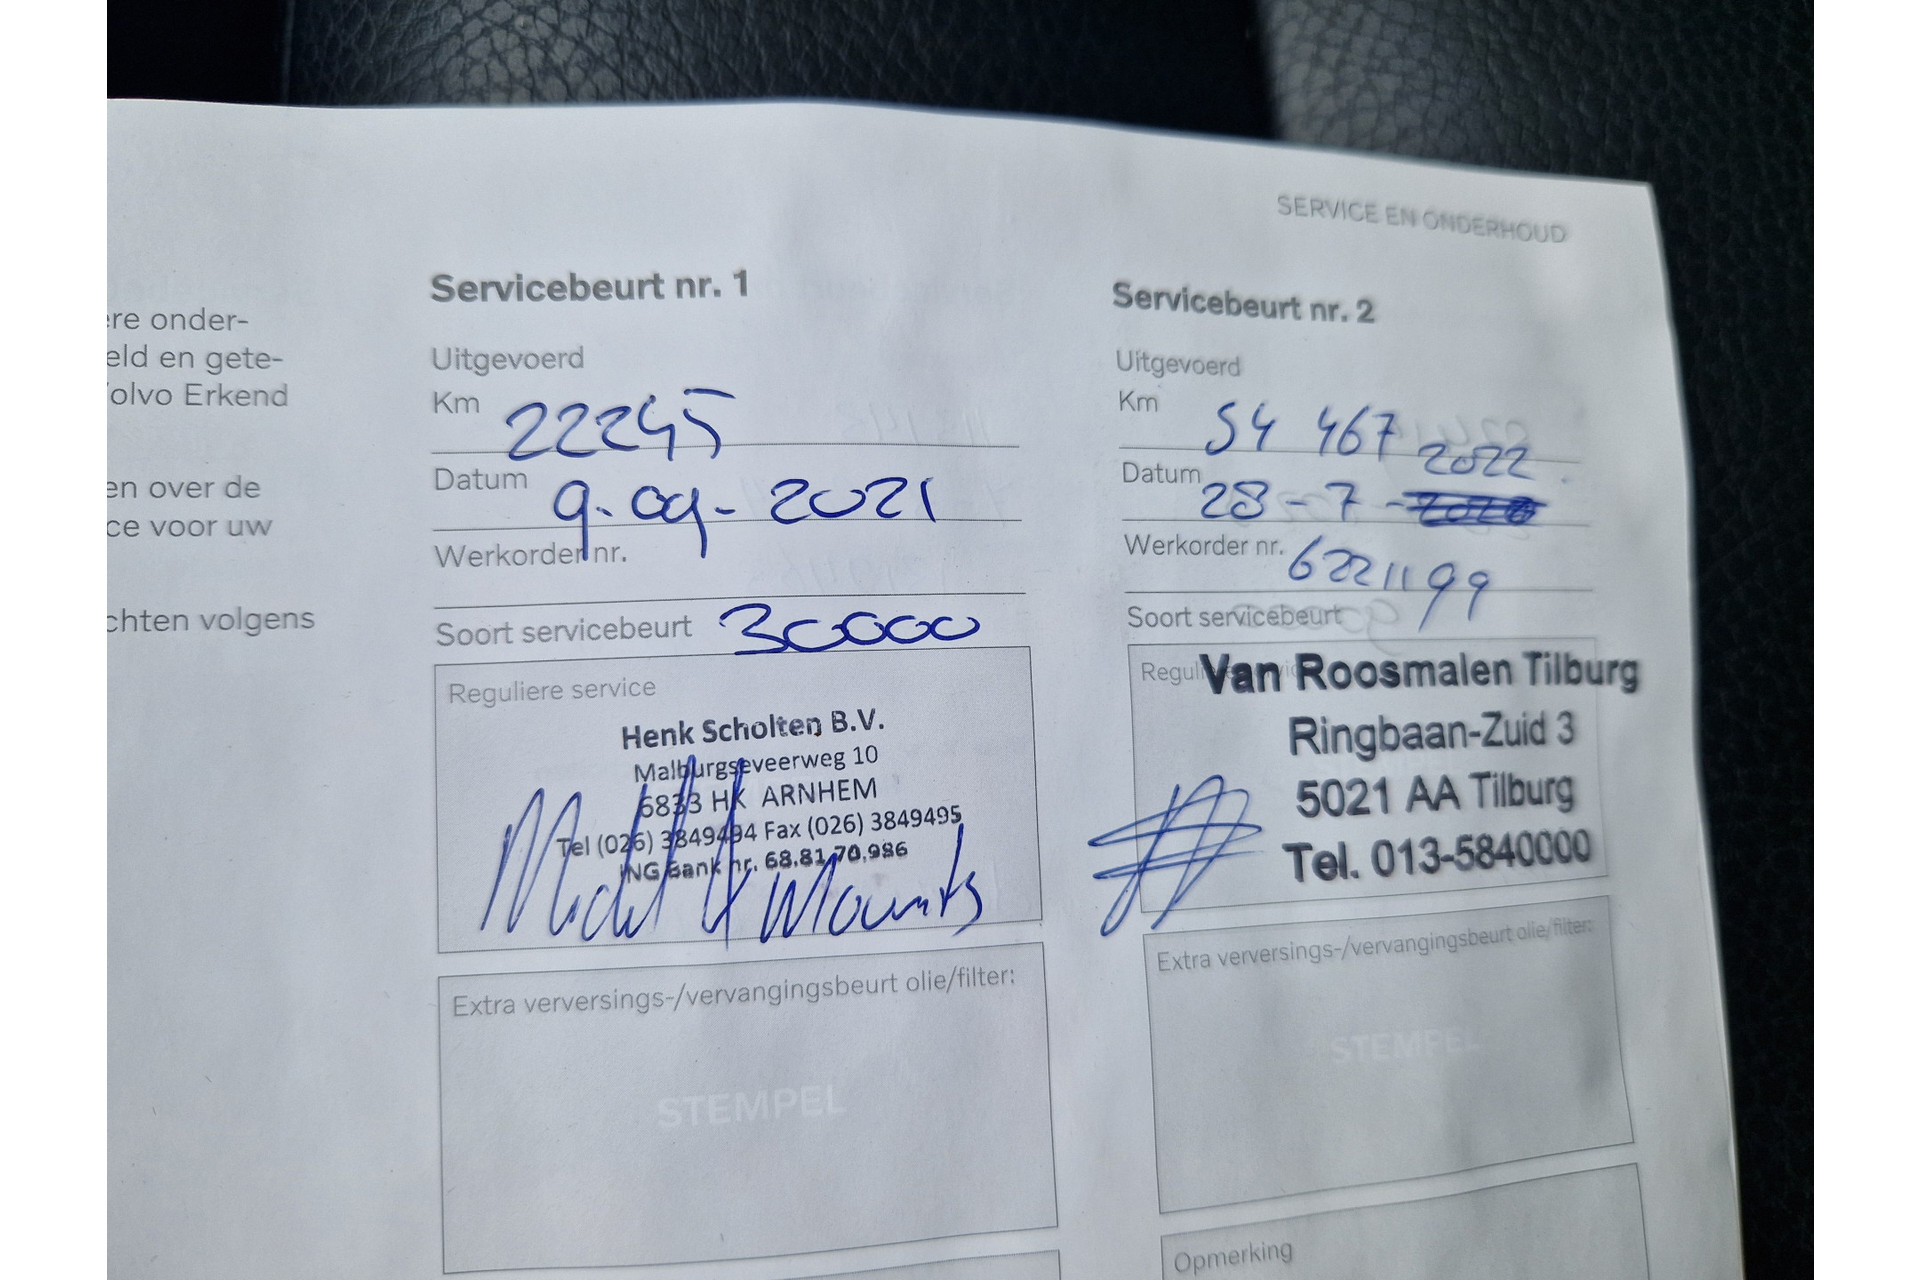 SERVICE EN ONDERHOUD
re onder-
eld en gete-
olvo Erkend
en over de
ce voor uw
chten volgens
Servicebeurt nr. 1
Uitgevoerd
Km 22245
Datum 9-09-2021
Werkorder nr.
Soort servicebeurt 30000
Reguliere service
Henk Scholten B.V.
Malburgseveerweg 10
6833 HK ARNHEM
Tel (026) 3849494 Fax (026) 3849495
ING Bank nr. 68.81.70.986
Extra verversings-/vervangingsbeurt olie/filter:
STEMPEL
Servicebeurt nr. 2
Uitgevoerd
Km 54 467
2022
Datum 28-7-
Werkorder nr. 6221199
Soort servicebeurt
Van Roosmalen Tilburg
Ringbaan-Zuid 3
5021 AA Tilburg
Tel. 013-5840000
Extra verversings-/vervangingsbeurt olie/filter:
STEMPEL
Opmerking